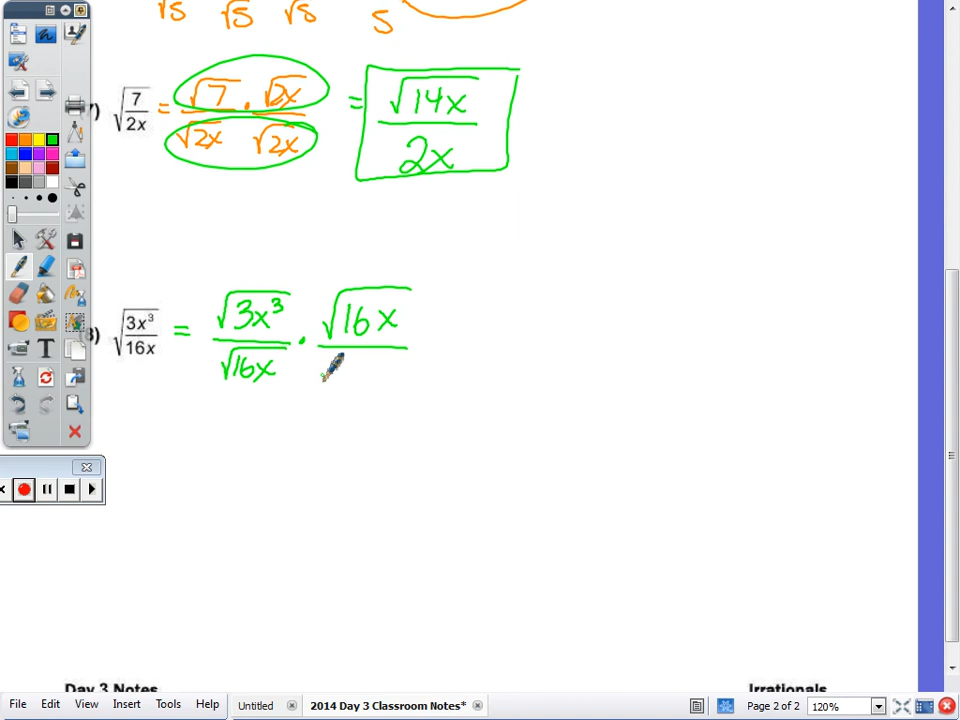 √5 √5 √5 5
7) √(7/2x) = √7/√2x · √2x/√2x = √14x/2x
8) √(3x³/16x) = √3x³/√16x · √16x
Day 3 Notes Irrationals
File Edit View Insert Tools Help Untitled 2014 Day 3 Classroom Notes* Page 2 of 2 120%